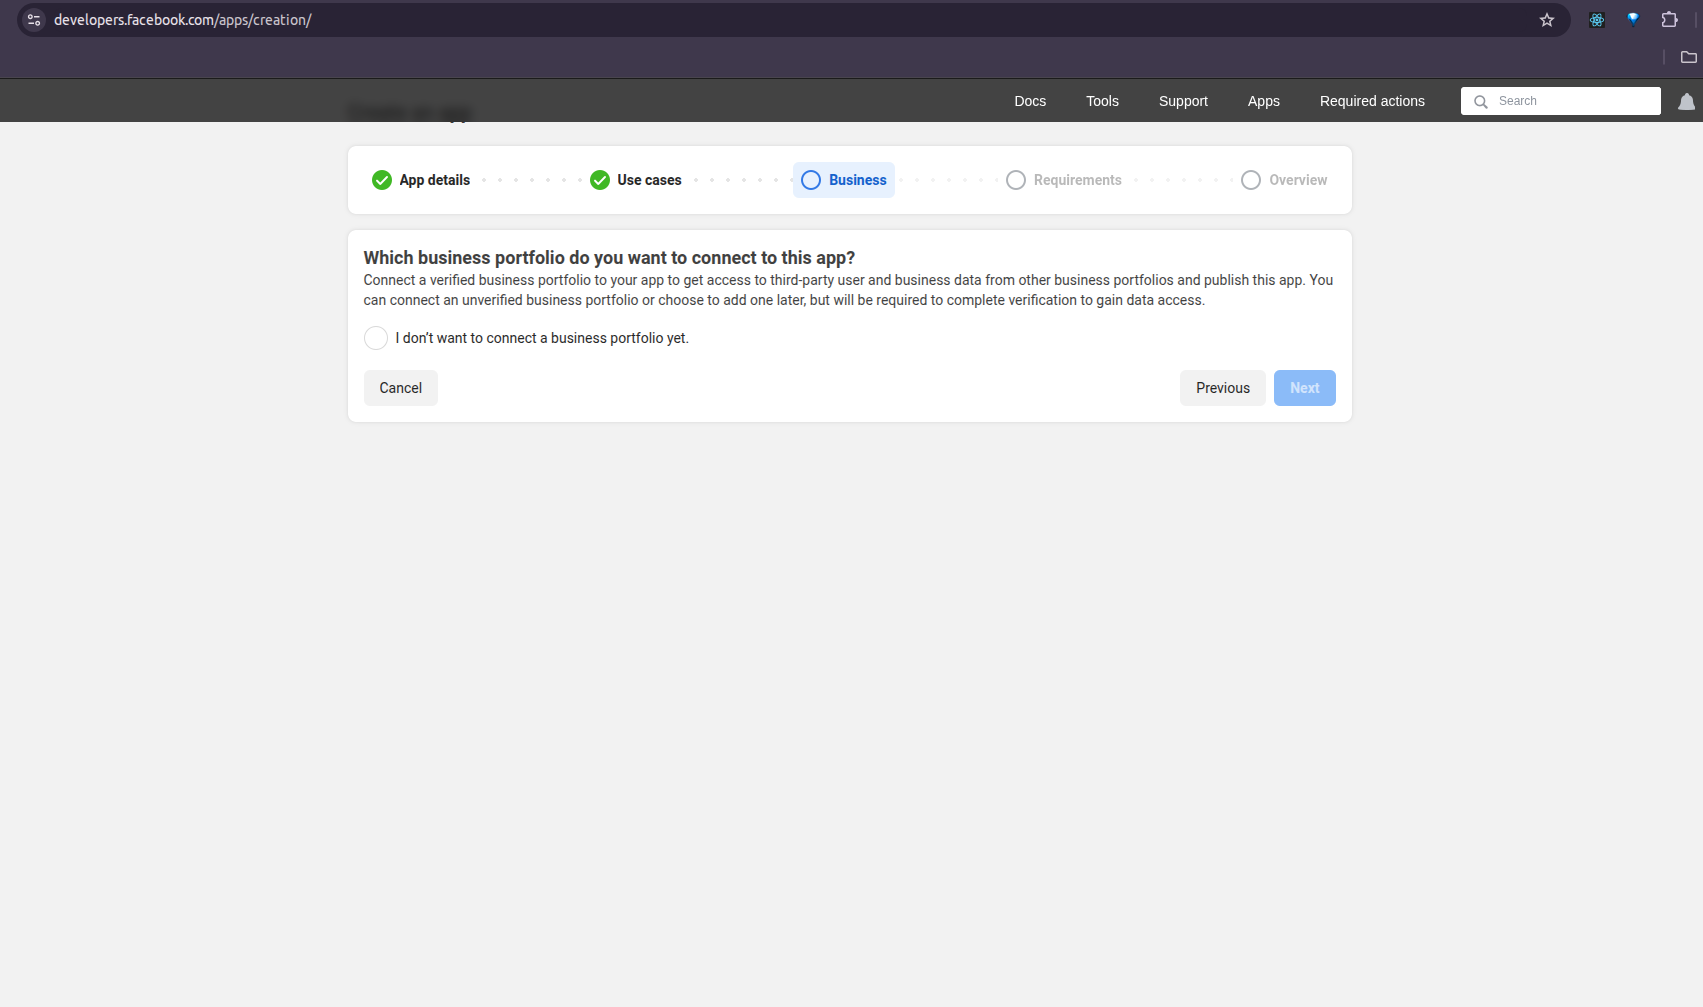 developers.facebook.com/apps/creation/
Docs Tools Support Apps Required actions Search
App details Use cases Business Requirements Overview
Which business portfolio do you want to connect to this app?
Connect a verified business portfolio to your app to get access to third-party user and business data from other business portfolios and publish this app. You
can connect an unverified business portfolio or choose to add one later, but will be required to complete verification to gain data access.
I don’t want to connect a business portfolio yet.
Cancel Previous Next